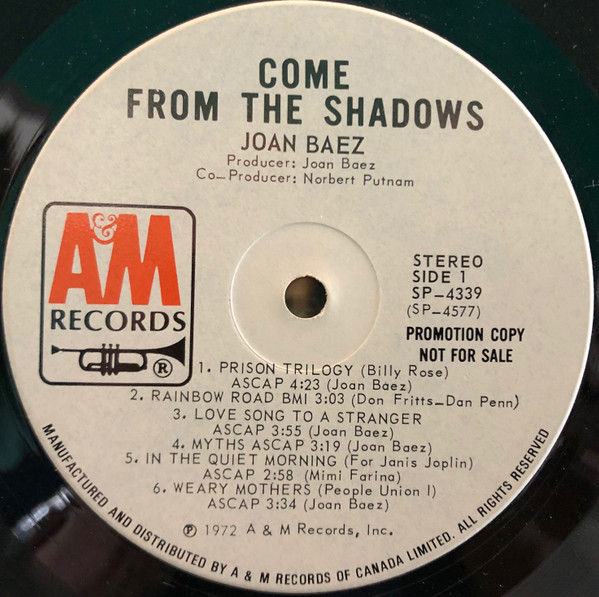 COME
FROM THE SHADOWS
JOAN BAEZ
Producer: Joan Baez
Co-Producer: Norbert Putnam
A&M
RECORDS
®
STEREO
SIDE 1
SP-4339
(SP-4577)
PROMOTION COPY
NOT FOR SALE
1. PRISON TRILOGY (Billy Rose)
ASCAP 4:23 (Joan Baez)
2. RAINBOW ROAD BMI 3:03 (Don Fritts-Dan Penn)
3. LOVE SONG TO A STRANGER
ASCAP 3:55 (Joan Baez)
4. MYTHS ASCAP 3:19 (Joan Baez)
5. IN THE QUIET MORNING (For Janis Joplin)
ASCAP 2:58 (Mimi Farina)
6. WEARY MOTHERS (People Union I)
ASCAP 3:34 (Joan Baez)
℗ 1972 A & M Records, Inc.
MANUFACTURED AND DISTRIBUTED BY A & M RECORDS OF CANADA LIMITED. ALL RIGHTS RESERVED